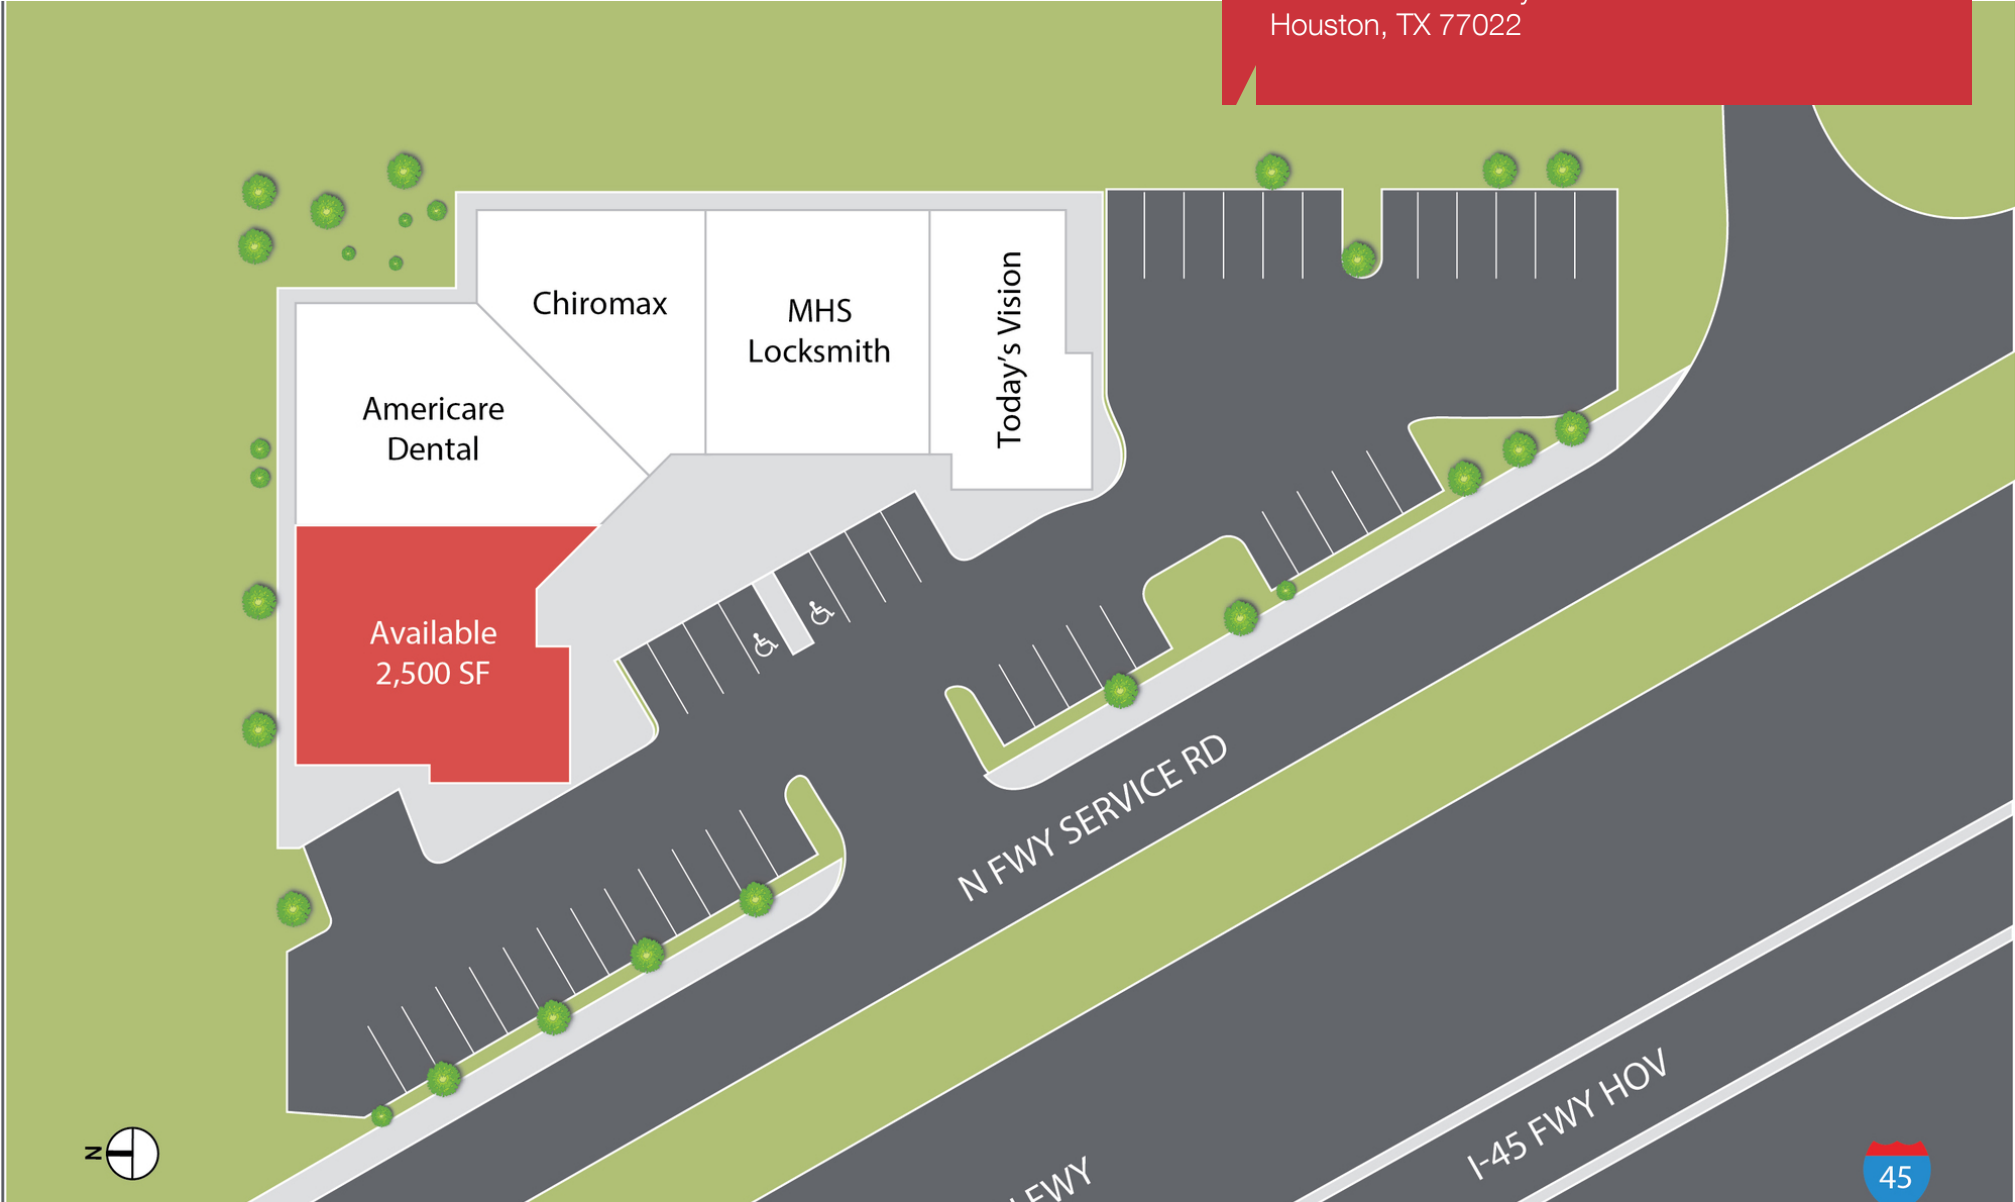 Houston, TX 77022
Chiromax
MHS
Locksmith
Today's Vision
Americare
Dental
Available
2,500 SF
N FWY SERVICE RD
I-45 FWY HOV
FWY
N
45